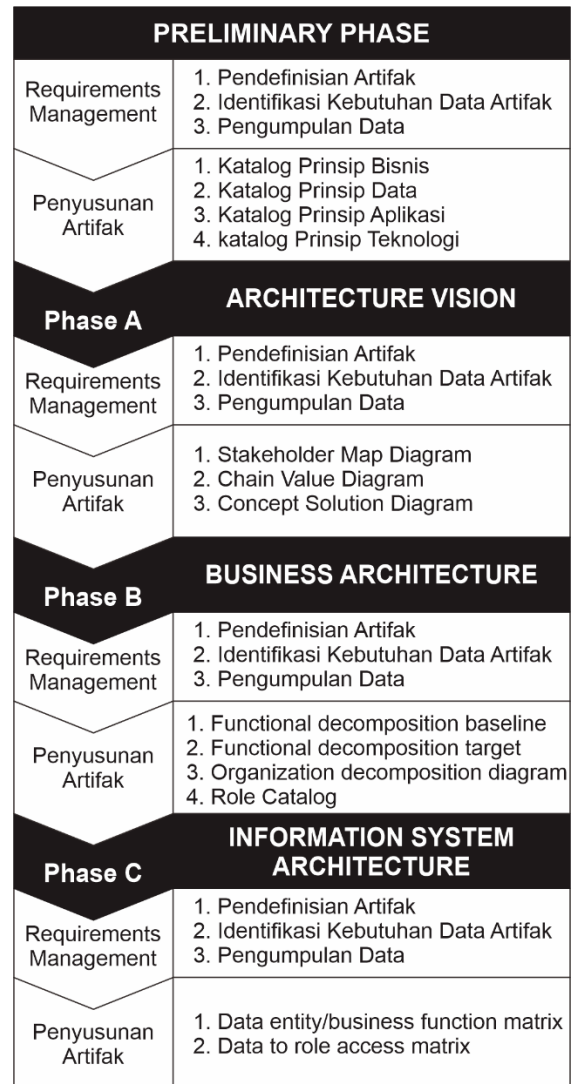 PRELIMINARY PHASE
Requirements
Management
1. Pendefinisian Artifak
2. Identifikasi Kebutuhan Data Artifak
3. Pengumpulan Data
Penyusunan
Artifak
1. Katalog Prinsip Bisnis
2. Katalog Prinsip Data
3. Katalog Prinsip Aplikasi
4. katalog Prinsip Teknologi
Phase A
ARCHITECTURE VISION
Requirements
Management
1. Pendefinisian Artifak
2. Identifikasi Kebutuhan Data Artifak
3. Pengumpulan Data
Penyusunan
Artifak
1. Stakeholder Map Diagram
2. Chain Value Diagram
3. Concept Solution Diagram
Phase B
BUSINESS ARCHITECTURE
Requirements
Management
1. Pendefinisian Artifak
2. Identifikasi Kebutuhan Data Artifak
3. Pengumpulan Data
Penyusunan
Artifak
1. Functional decomposition baseline
2. Functional decomposition target
3. Organization decomposition diagram
4. Role Catalog
Phase C
INFORMATION SYSTEM
ARCHITECTURE
Requirements
Management
1. Pendefinisian Artifak
2. Identifikasi Kebutuhan Data Artifak
3. Pengumpulan Data
Penyusunan
Artifak
1. Data entity/business function matrix
2. Data to role access matrix